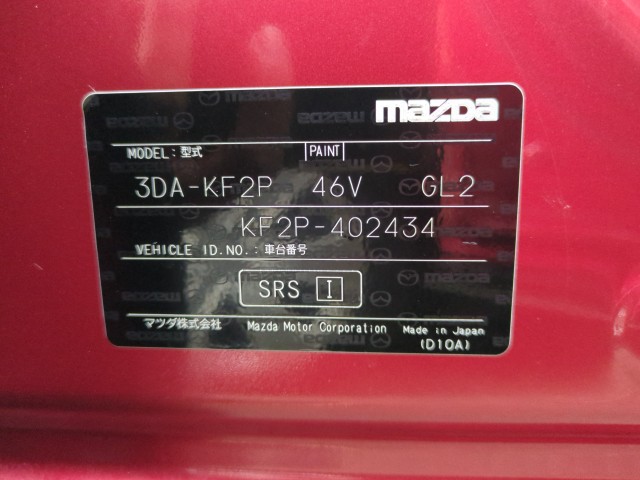 mazda
MODEL：型式 PAINT
3DA-KF2P 46V GL2
KF2P-402434
VEHICLE ID.NO.：車台番号
SRS I
マツダ株式会社 Mazda Motor Corporation Made in Japan
(D10A)